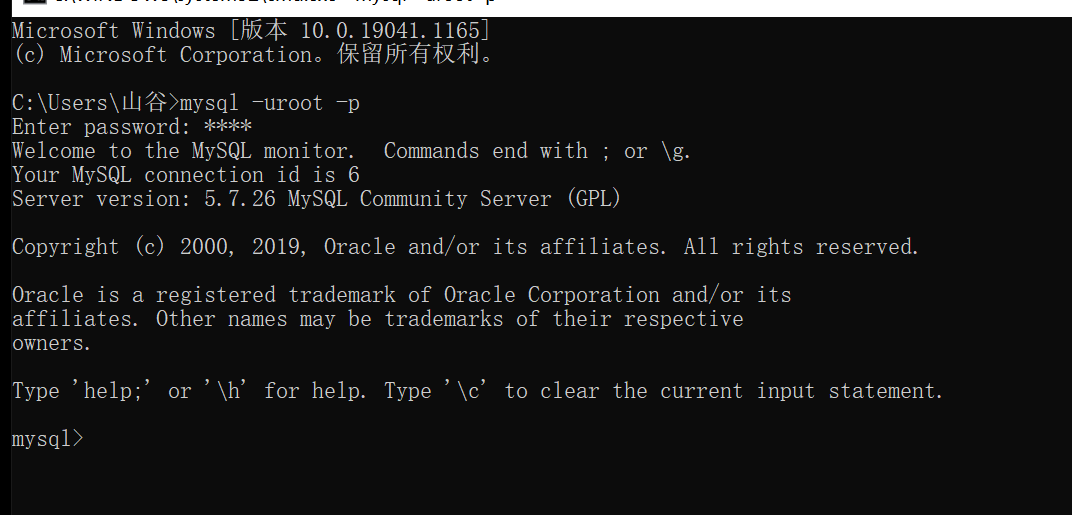 Microsoft Windows [版本 10.0.19041.1165]
(c) Microsoft Corporation。保留所有权利。
C:\Users\山谷>mysql -uroot -p
Enter password: ****
Welcome to the MySQL monitor.  Commands end with ; or \g.
Your MySQL connection id is 6
Server version: 5.7.26 MySQL Community Server (GPL)
Copyright (c) 2000, 2019, Oracle and/or its affiliates. All rights reserved.
Oracle is a registered trademark of Oracle Corporation and/or its
affiliates. Other names may be trademarks of their respective
owners.
Type 'help;' or '\h' for help. Type '\c' to clear the current input statement.
mysql>